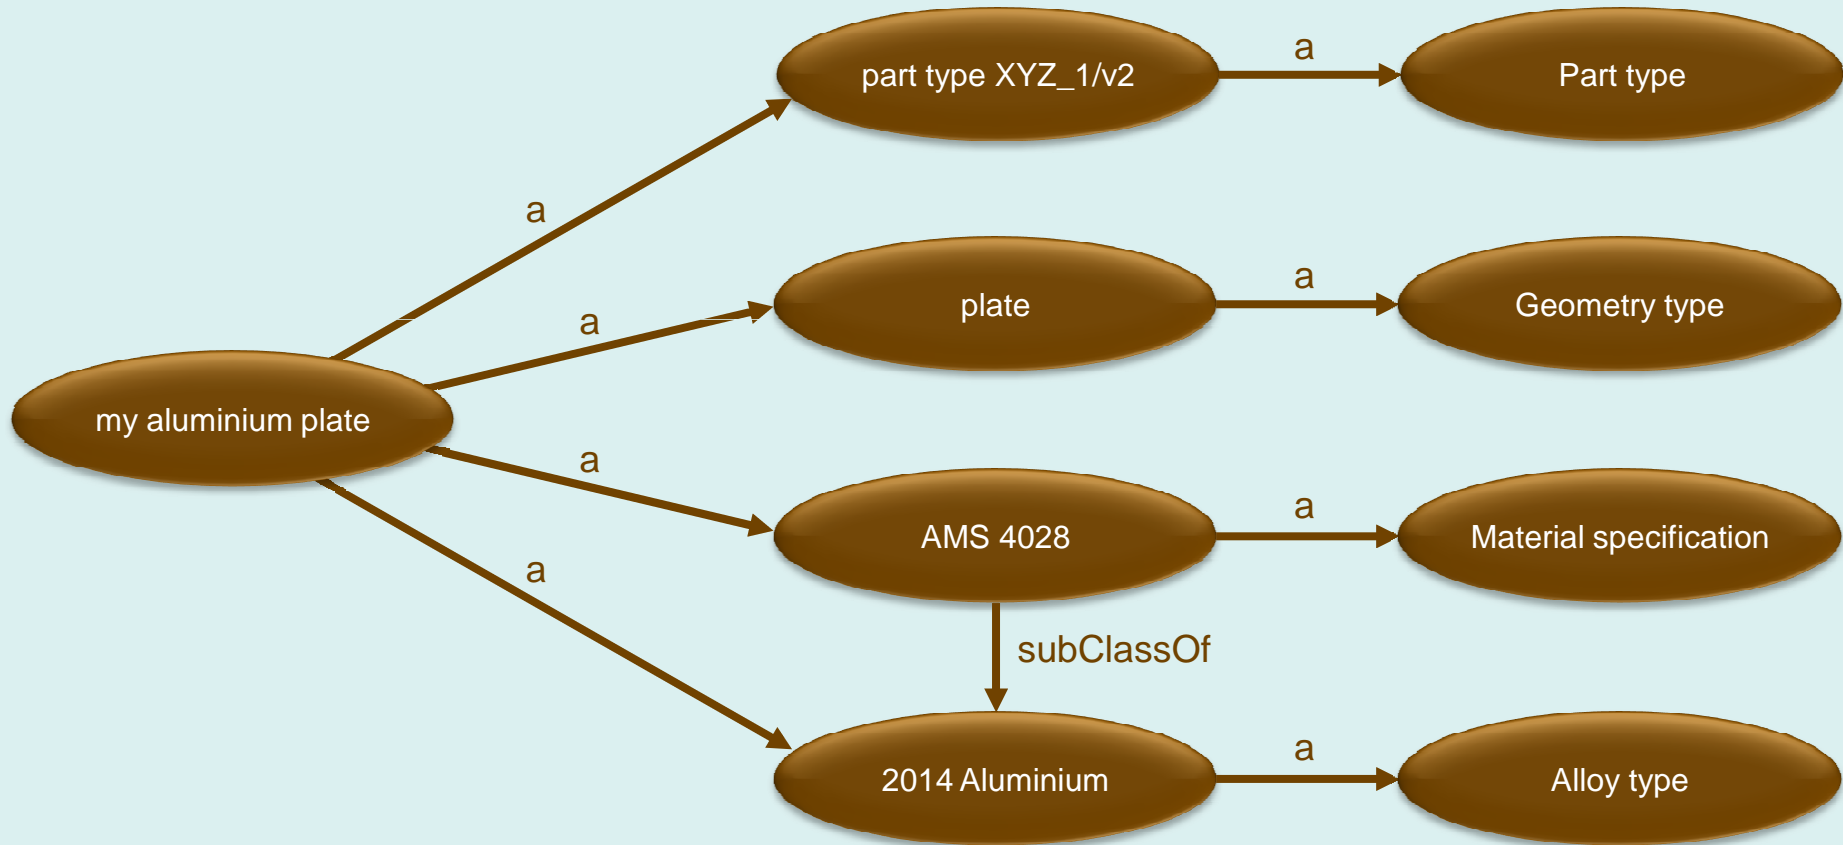 part type XYZ_1/v2
a
Part type
a
plate
a
Geometry type
a
my aluminium plate
a
AMS 4028
a
Material specification
a
subClassOf
2014 Aluminium
a
Alloy type